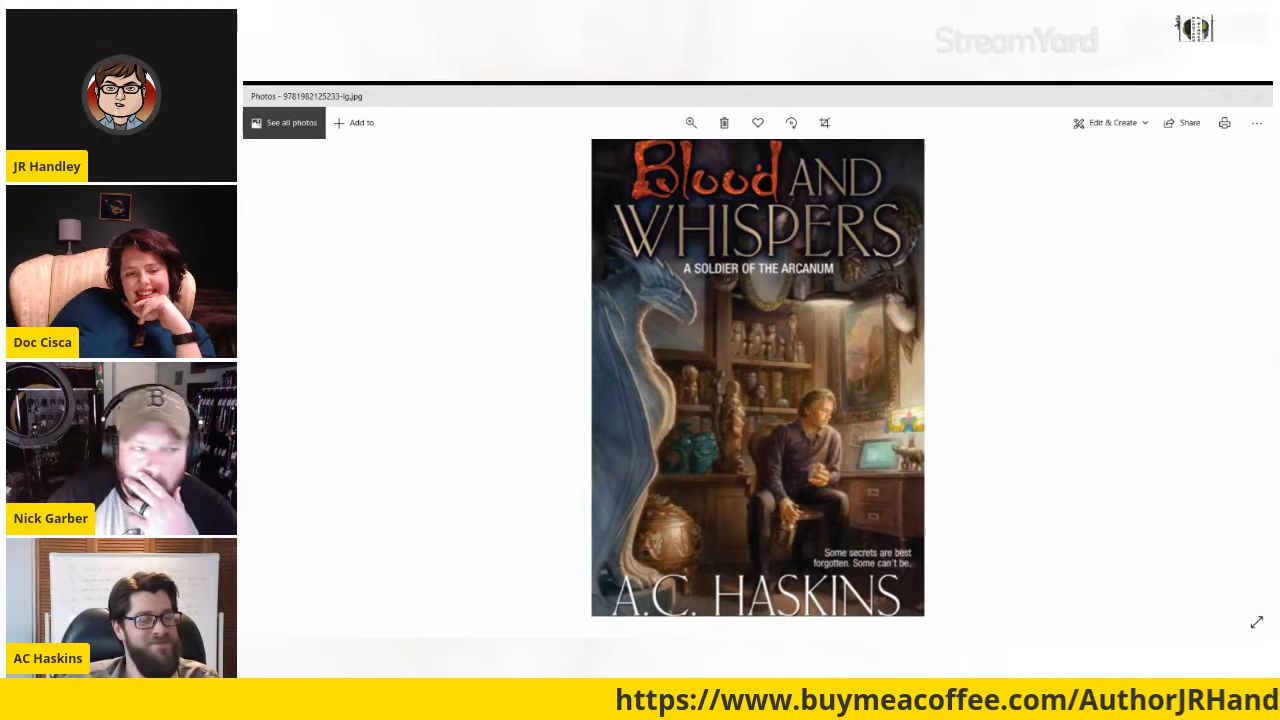 JR Handley
Doc Cisca
B
Nick Garber
AC Haskins
StreamYard
Photos - 9781982125233-lg.jpg
See all photos
Add to
Edit & Create
Share
Blood AND
WHISPERS
A SOLDIER OF THE ARCANUM
Some secrets are best
forgotten. Some can't be.
A.C. HASKINS
https://www.buymeacoffee.com/AuthorJRHand